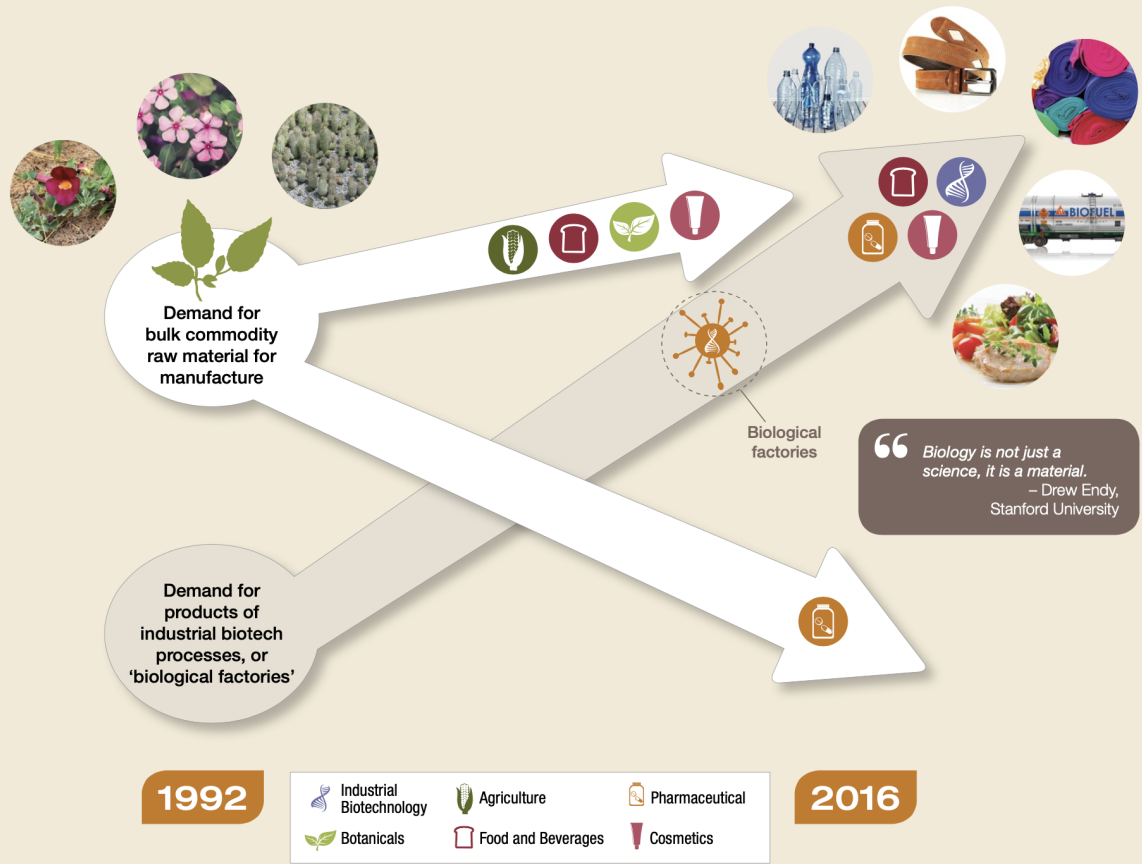 BIOFUEL
Demand for
bulk commodity
raw material for
manufacture
Biological
factories
“ Biology is not just a
science, it is a material.
– Drew Endy,
Stanford University
Demand for
products of
industrial biotech
processes, or
‘biological factories’
1992
Industrial
Biotechnology
Agriculture
Pharmaceutical
Botanicals
Food and Beverages
Cosmetics
2016